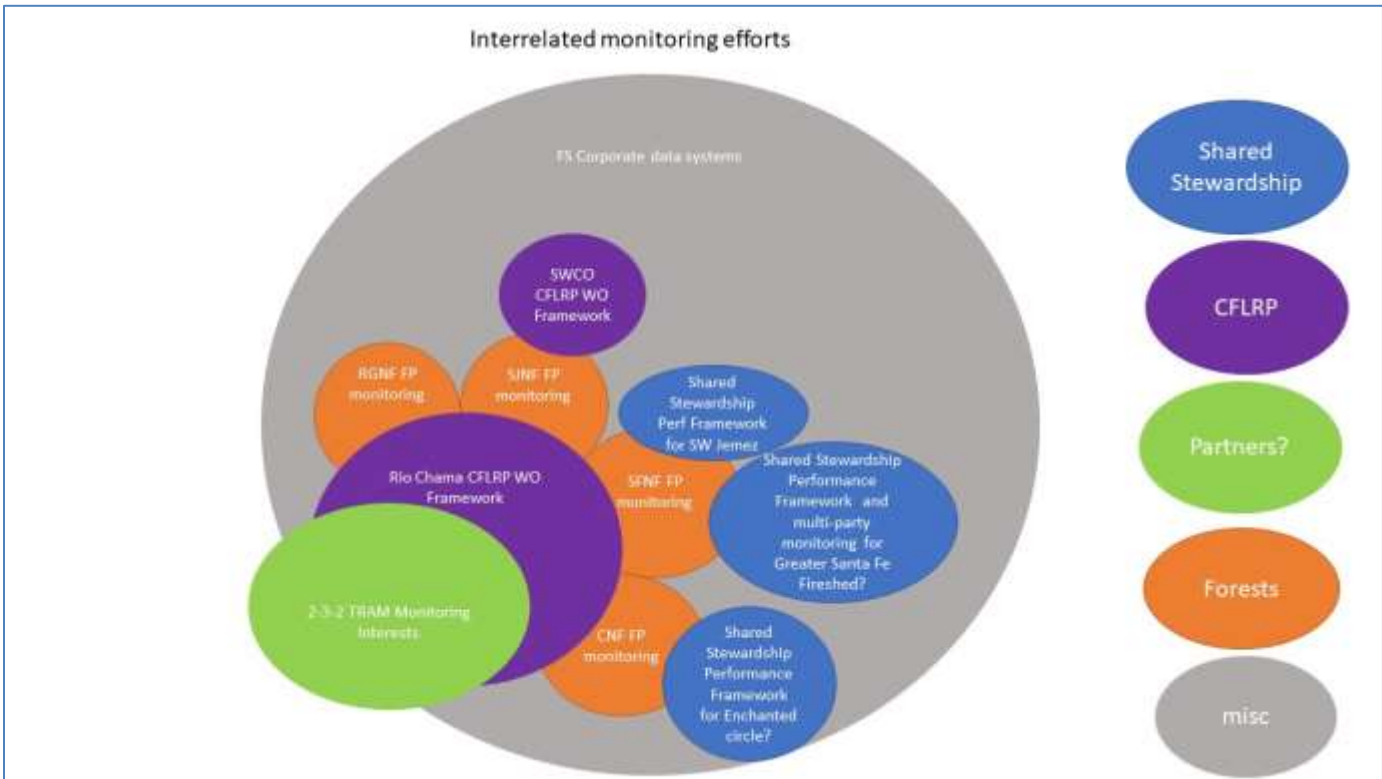 Interrelated monitoring efforts
FS Corporate data systems
SWCO
CFLRP WO
Framework
RGNF FP
monitoring
SJNF FP
monitoring
Shared
Stewardship
Perf Framework
for SW Jemez
Rio Chama CFLRP WO
Framework
SFNF FP
monitoring
Shared Stewardship
Performance
Framework and
multi-party
monitoring for
Greater Santa Fe
Fireshed?
2-3-2 TRAM Monitoring
Interests
CNF FP
monitoring
Shared
Stewardship
Performance
Framework
for Enchanted
circle?
Shared
Stewardship
CFLRP
Partners?
Forests
misc